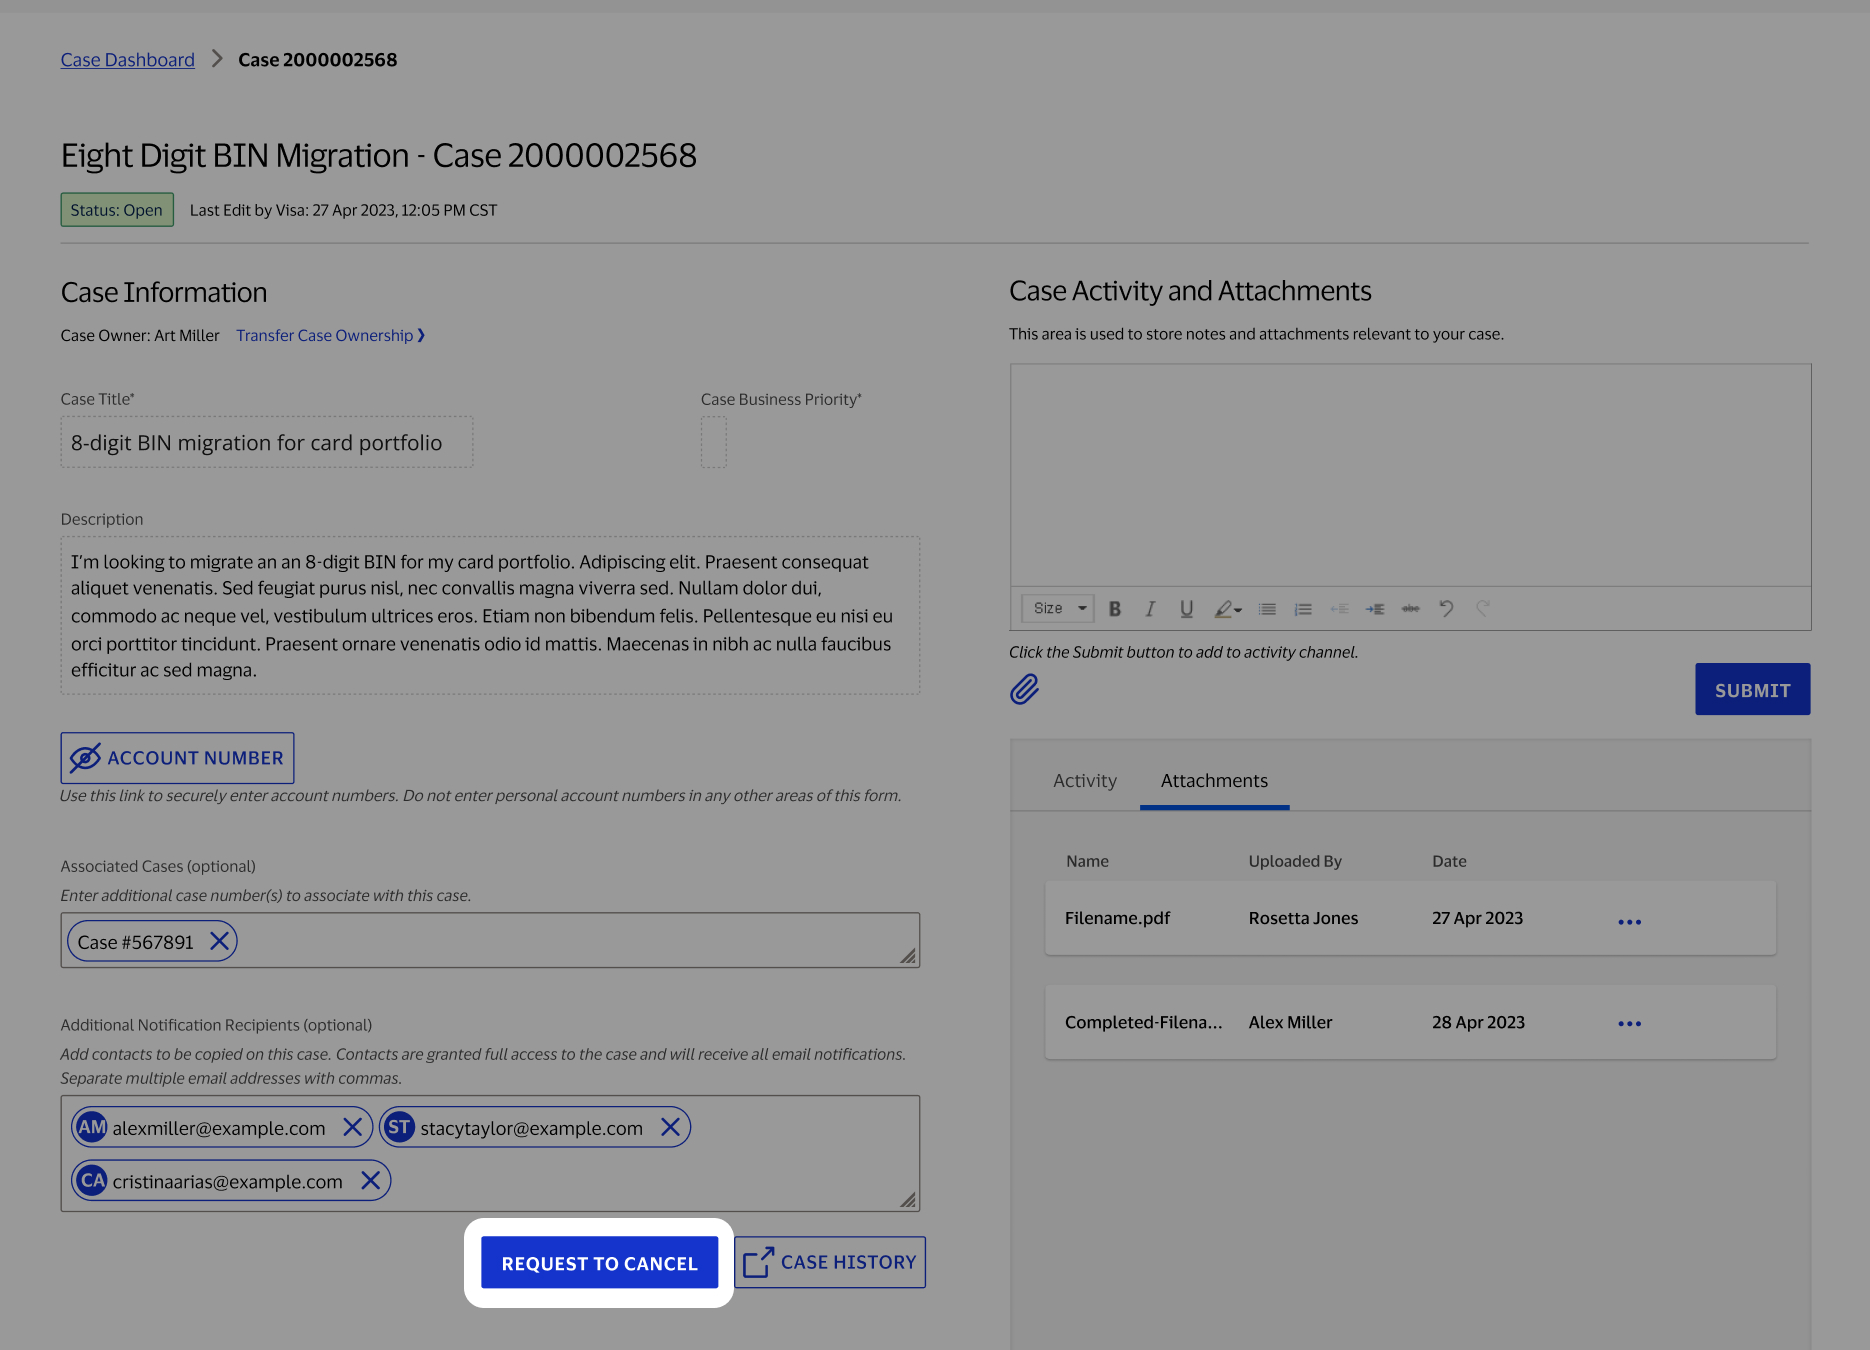 Case Dashboard > Case 2000002568
Eight Digit BIN Migration - Case 2000002568
Status: Open Last Edit by Visa: 27 Apr 2023, 12:05 PM CST
Case Information
Case Owner: Art Miller Transfer Case Ownership ❯
Case Title*
8-digit BIN migration for card portfolio
Case Business Priority*
Description
I'm looking to migrate an an 8-digit BIN for my card portfolio. Adipiscing elit. Praesent consequat
aliquet venenatis. Sed feugiat purus nisl, nec convallis magna viverra sed. Nullam dolor dui,
commodo ac neque vel, vestibulum ultrices eros. Etiam non bibendum felis. Pellentesque eu nisi eu
orci porttitor tincidunt. Praesent ornare venenatis odio id mattis. Maecenas in nibh ac nulla faucibus
efficitur ac sed magna.
ACCOUNT NUMBER
Use this link to securely enter account numbers. Do not enter personal account numbers in any other areas of this form.
Associated Cases (optional)
Enter additional case number(s) to associate with this case.
Case #567891
Additional Notification Recipients (optional)
Add contacts to be copied on this case. Contacts are granted full access to the case and will receive all email notifications.
Separate multiple email addresses with commas.
AM alexmiller@example.com ST stacytaylor@example.com
CA cristinaarias@example.com
REQUEST TO CANCEL CASE HISTORY
Case Activity and Attachments
This area is used to store notes and attachments relevant to your case.
Size B I U abc
Click the Submit button to add to activity channel.
SUBMIT
Activity Attachments
Name Uploaded By Date
Filename.pdf Rosetta Jones 27 Apr 2023 ...
Completed-Filena... Alex Miller 28 Apr 2023 ...